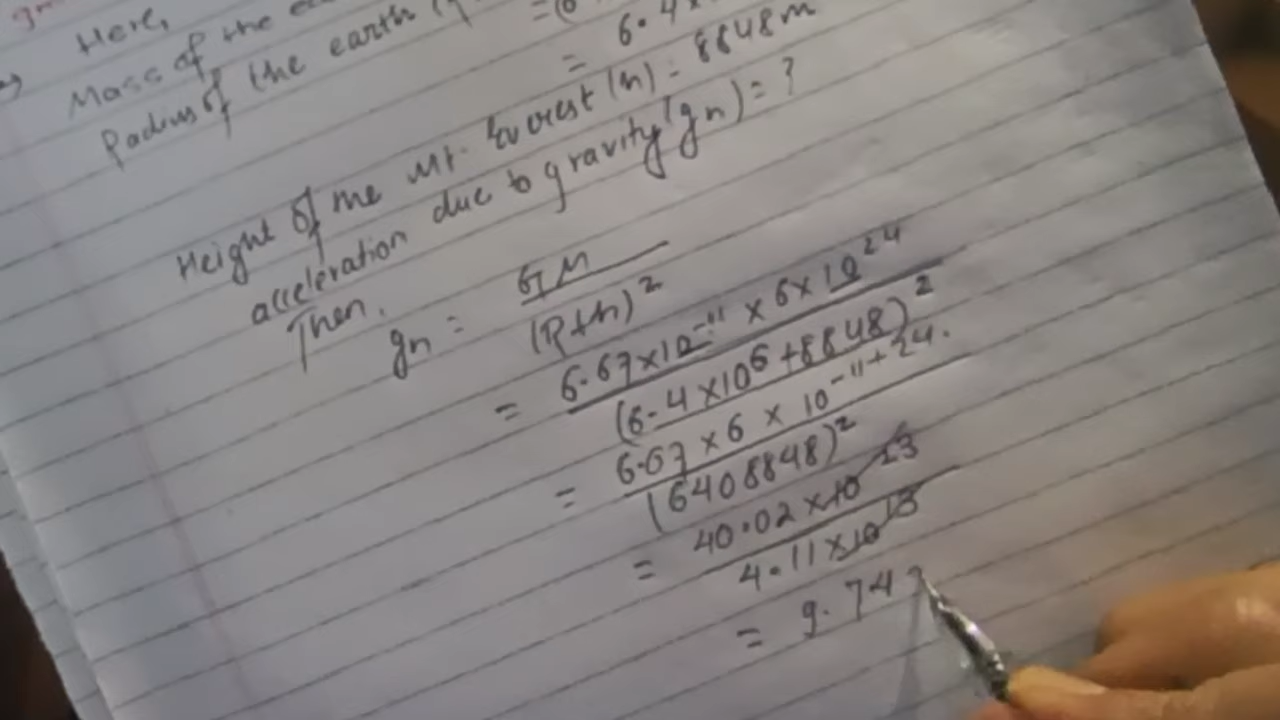 Here,
Mass of the
Radius of the earth
= 6.4
Height of the Mt. Everest (h) = 8848m
acceleration due to gravity (gh) = ?
Then,
gh = GM / (R+h)²
= 6.67×10⁻¹¹ × 6×10²⁴ / (6.4×10⁶+8848)²
= 6.67 × 6 × 10⁻¹¹⁺²⁴ / (6408848)²
= 40.02×10¹³ / 4.11×10¹³
= 9.74